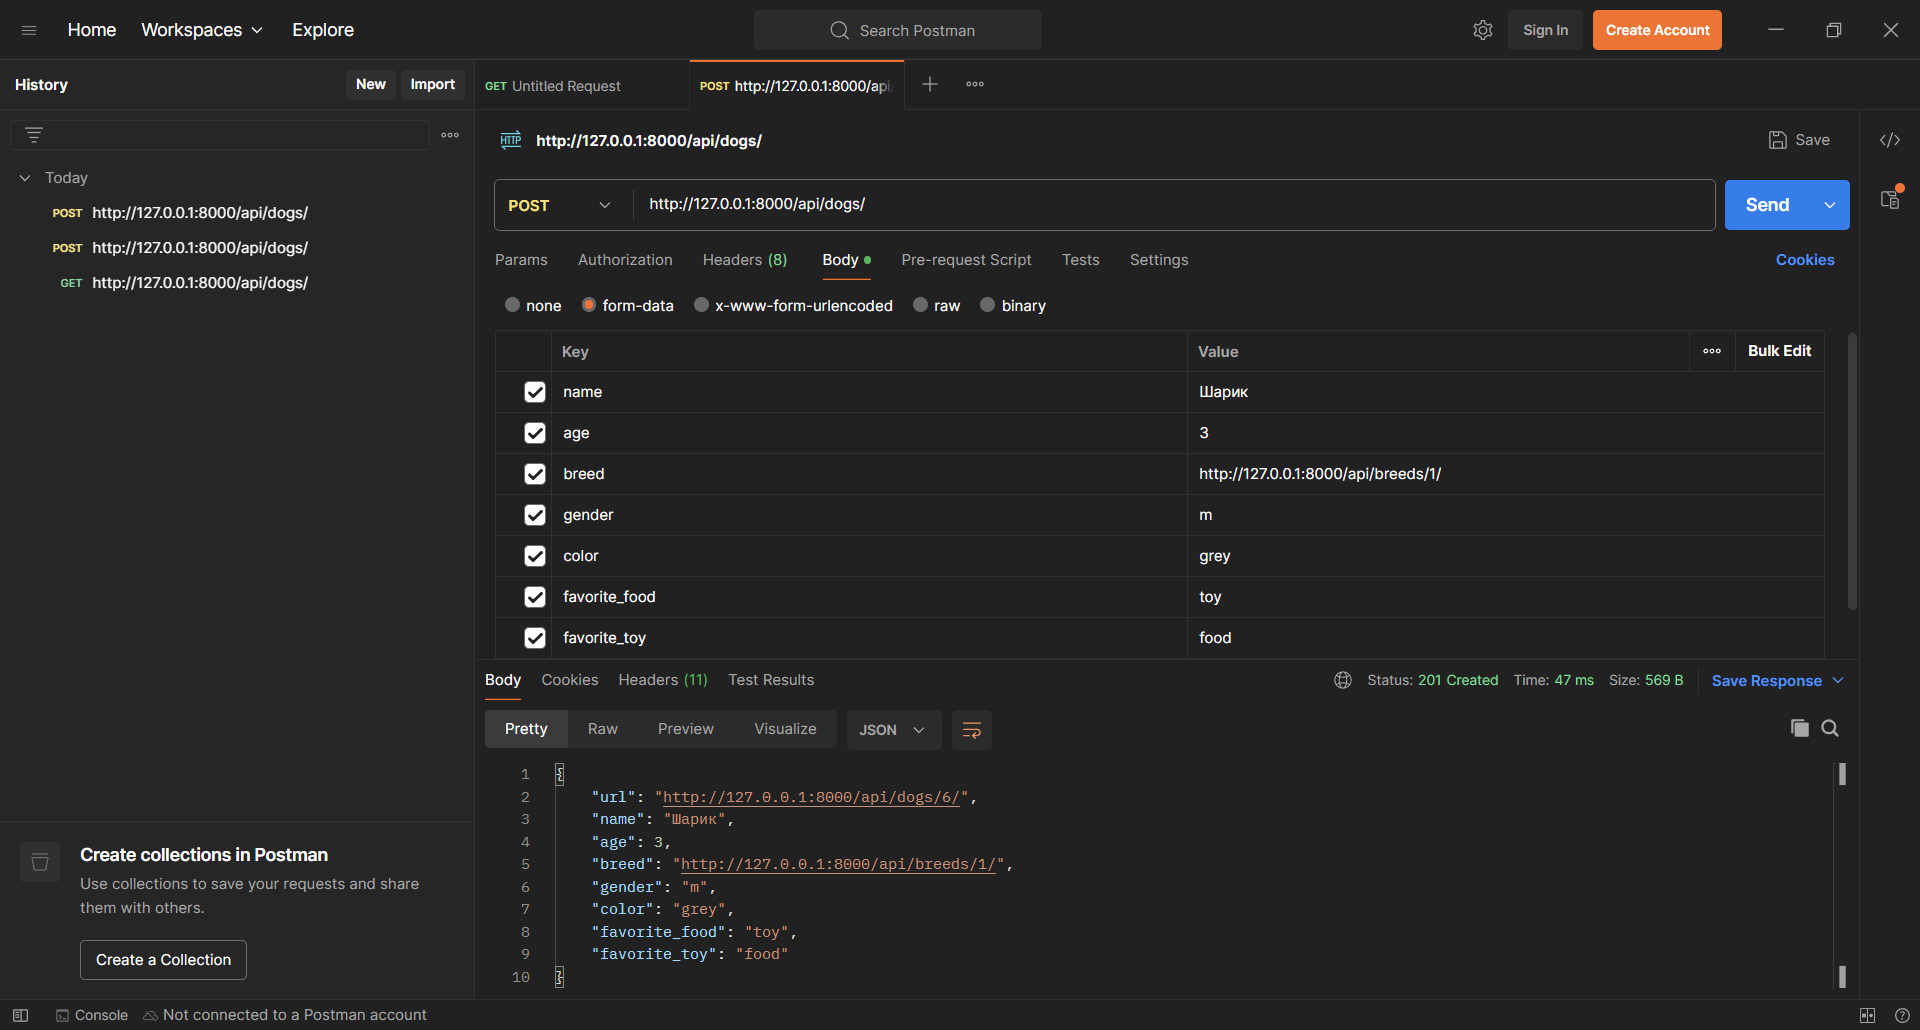 Home Workspaces Explore Search Postman Sign In Create Account
History New Import
GET Untitled Request POST http://127.0.0.1:8000/api
Today
POST http://127.0.0.1:8000/api/dogs/
POST http://127.0.0.1:8000/api/dogs/
GET http://127.0.0.1:8000/api/dogs/
Create collections in Postman
Use collections to save your requests and share
them with others.
Create a Collection
HTTP http://127.0.0.1:8000/api/dogs/ Save
POST http://127.0.0.1:8000/api/dogs/ Send
Params Authorization Headers (8) Body Pre-request Script Tests Settings Cookies
none form-data x-www-form-urlencoded raw binary
Key Value Bulk Edit
name Шарик
age 3
breed http://127.0.0.1:8000/api/breeds/1/
gender m
color grey
favorite_food toy
favorite_toy food
Body Cookies Headers (11) Test Results Status: 201 Created Time: 47 ms Size: 569 B Save Response
Pretty Raw Preview Visualize JSON
1 {
2 "url": "http://127.0.0.1:8000/api/dogs/6/",
3 "name": "Шарик",
4 "age": 3,
5 "breed": "http://127.0.0.1:8000/api/breeds/1/",
6 "gender": "m",
7 "color": "grey",
8 "favorite_food": "toy",
9 "favorite_toy": "food"
10 }
Console Not connected to a Postman account